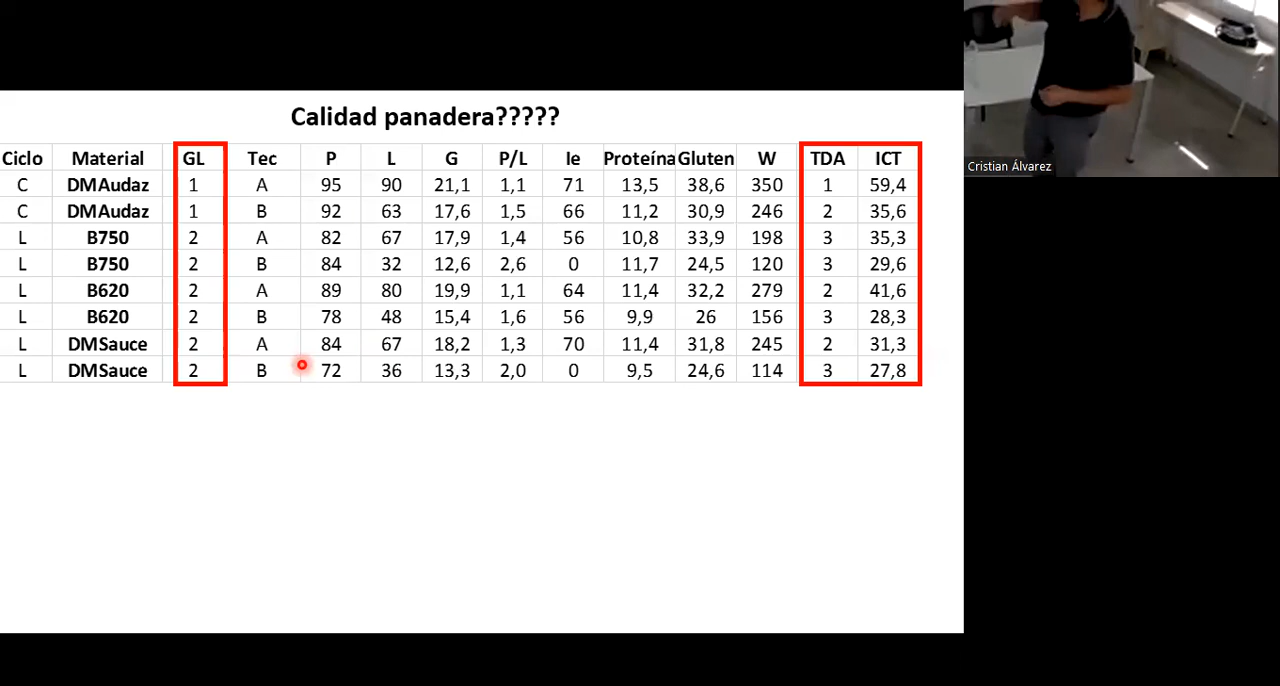 Calidad panadera?????
Ciclo Material GL Tec P L G P/L Ie Proteína Gluten W TDA ICT
C DMAudaz 1 A 95 90 21,1 1,1 71 13,5 38,6 350 1 59,4
C DMAudaz 1 B 92 63 17,6 1,5 66 11,2 30,9 246 2 35,6
L B750 2 A 82 67 17,9 1,4 56 10,8 33,9 198 3 35,3
L B750 2 B 84 32 12,6 2,6 0 11,7 24,5 120 3 29,6
L B620 2 A 89 80 19,9 1,1 64 11,4 32,2 279 2 41,6
L B620 2 B 78 48 15,4 1,6 56 9,9 26 156 3 28,3
L DMSauce 2 A 84 67 18,2 1,3 70 11,4 31,8 245 2 31,3
L DMSauce 2 B 72 36 13,3 2,0 0 9,5 24,6 114 3 27,8
Cristian Álvarez